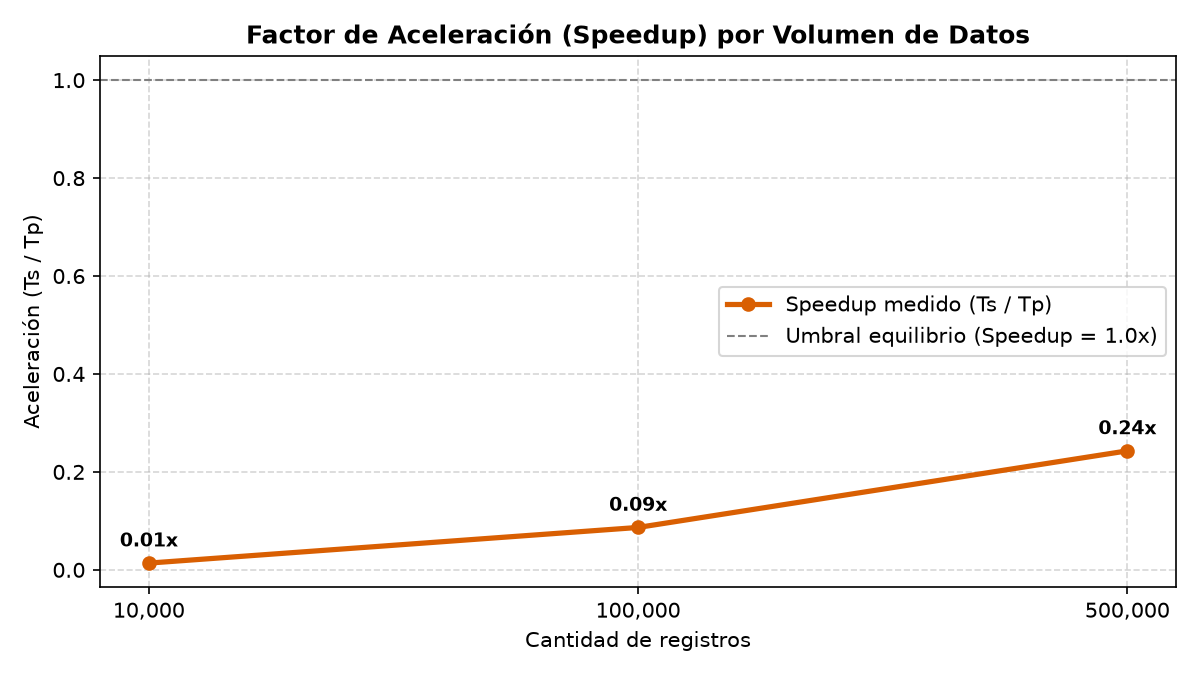 Factor de Aceleración (Speedup) por Volumen de Datos
Aceleración (Ts / Tp)
1.0
0.8
0.6
0.4
0.2
0.0
Speedup medido (Ts / Tp)
Umbral equilibrio (Speedup = 1.0x)
0.01x
0.09x
0.24x
10,000
100,000
500,000
Cantidad de registros